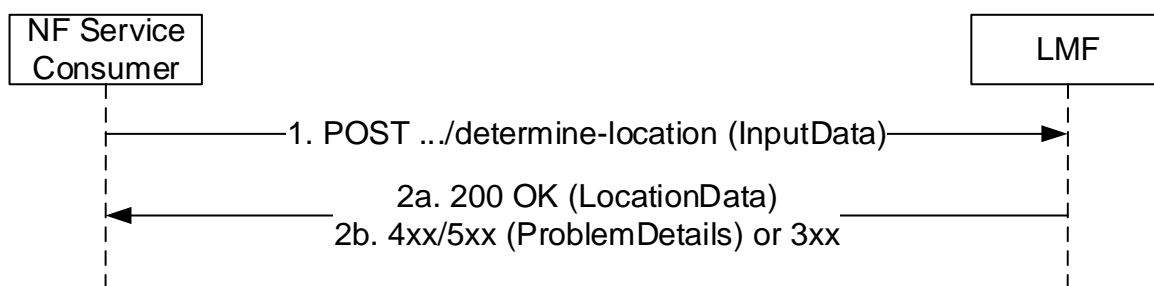 NF Service
Consumer
LMF
1. POST .../determine-location (InputData)
2a. 200 OK (LocationData)
2b. 4xx/5xx (ProblemDetails) or 3xx